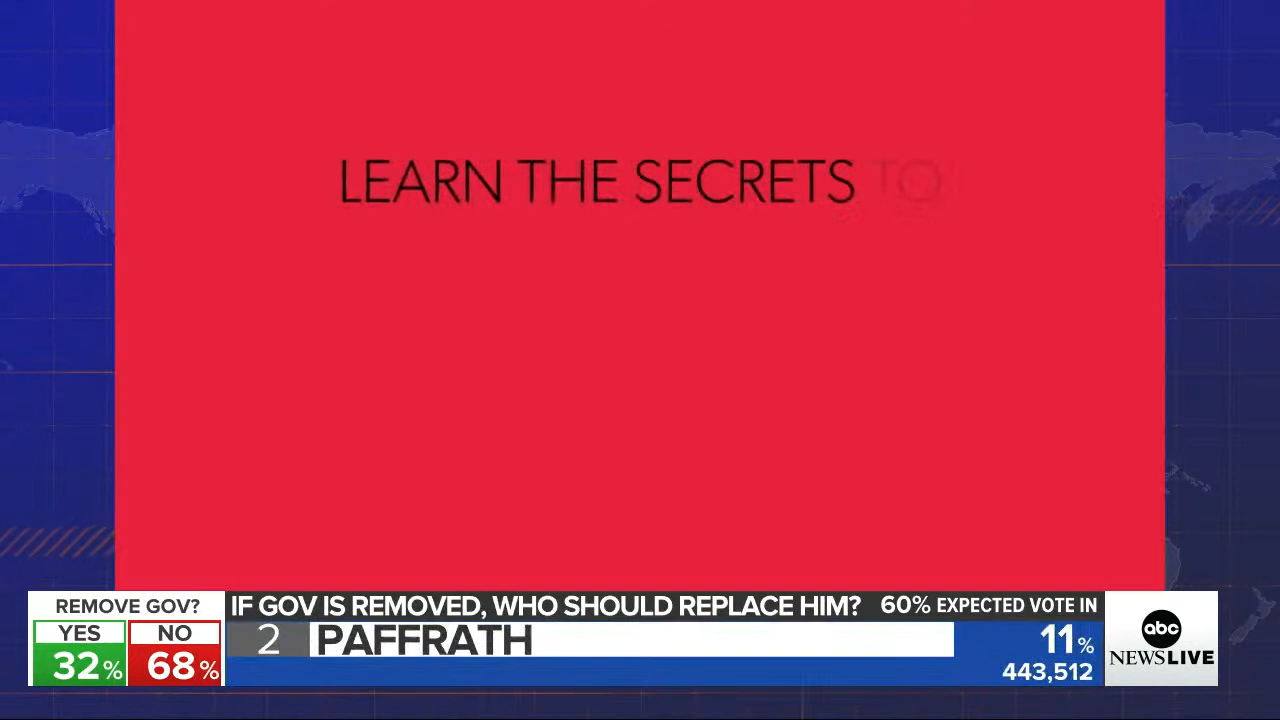 LEARN THE SECRETS TO
REMOVE GOV?
YES NO
32% 68%
IF GOV IS REMOVED, WHO SHOULD REPLACE HIM? 60% EXPECTED VOTE IN
2 PAFFRATH 11%
443,512
abc
NEWSLIVE